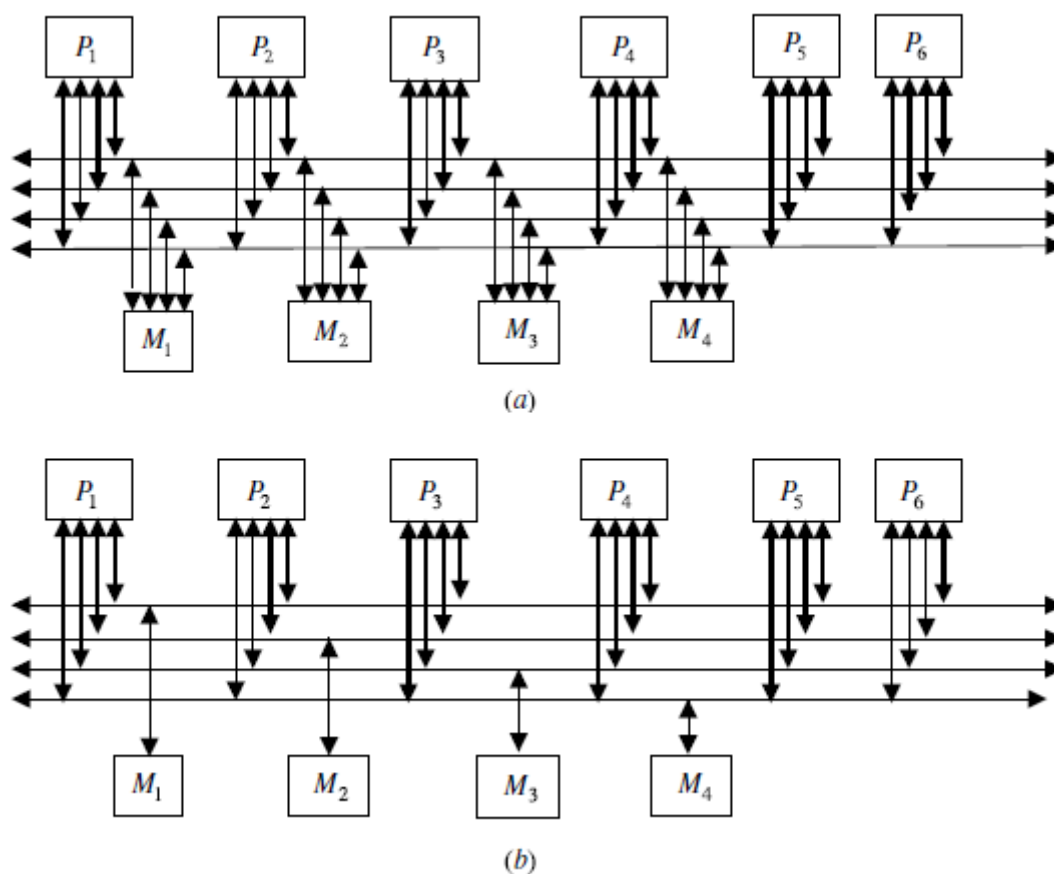 P₁ P₂ P₃ P₄ P₅ P₆
M₁ M₂ M₃ M₄
(a)
P₁ P₂ P₃ P₄ P₅ P₆
M₁ M₂ M₃ M₄
(b)